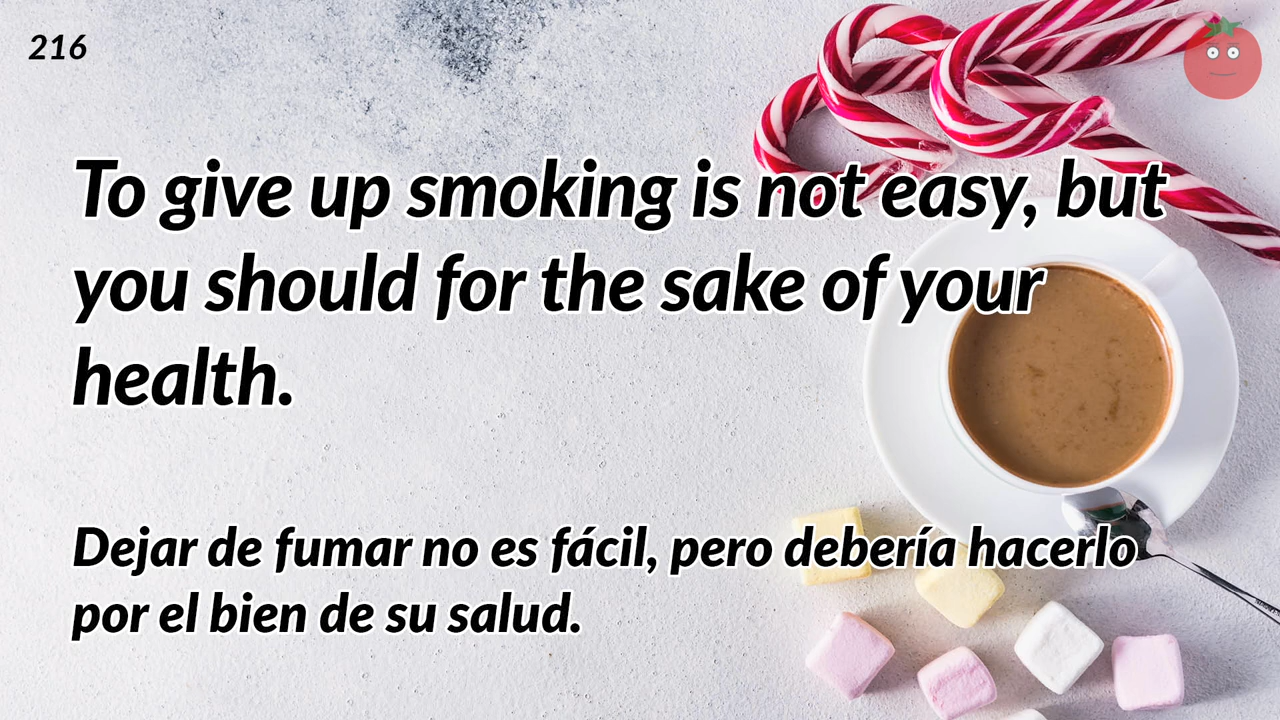 216
To give up smoking is not easy, but
you should for the sake of your
health.
Dejar de fumar no es fácil, pero debería hacerlo
por el bien de su salud.